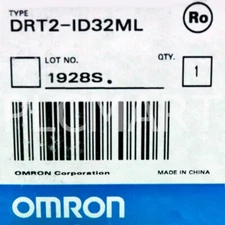 TYPE
DRT2-ID32ML
Ro
LOT NO.
1928S.
QTY.
1
OMRON Corporation
MADE IN CHINA
OMRON